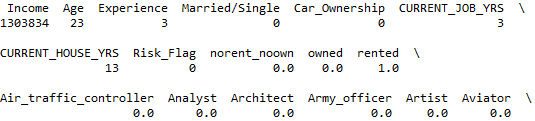 Income Age Experience Married/Single Car_Ownership CURRENT_JOB_YRS \
1303834 23 3 0 0 3
CURRENT_HOUSE_YRS Risk_Flag norent_noown owned rented \
13 0 0.0 0.0 1.0
Air_traffic_controller Analyst Architect Army_officer Artist Aviator \
0.0 0.0 0.0 0.0 0.0 0.0